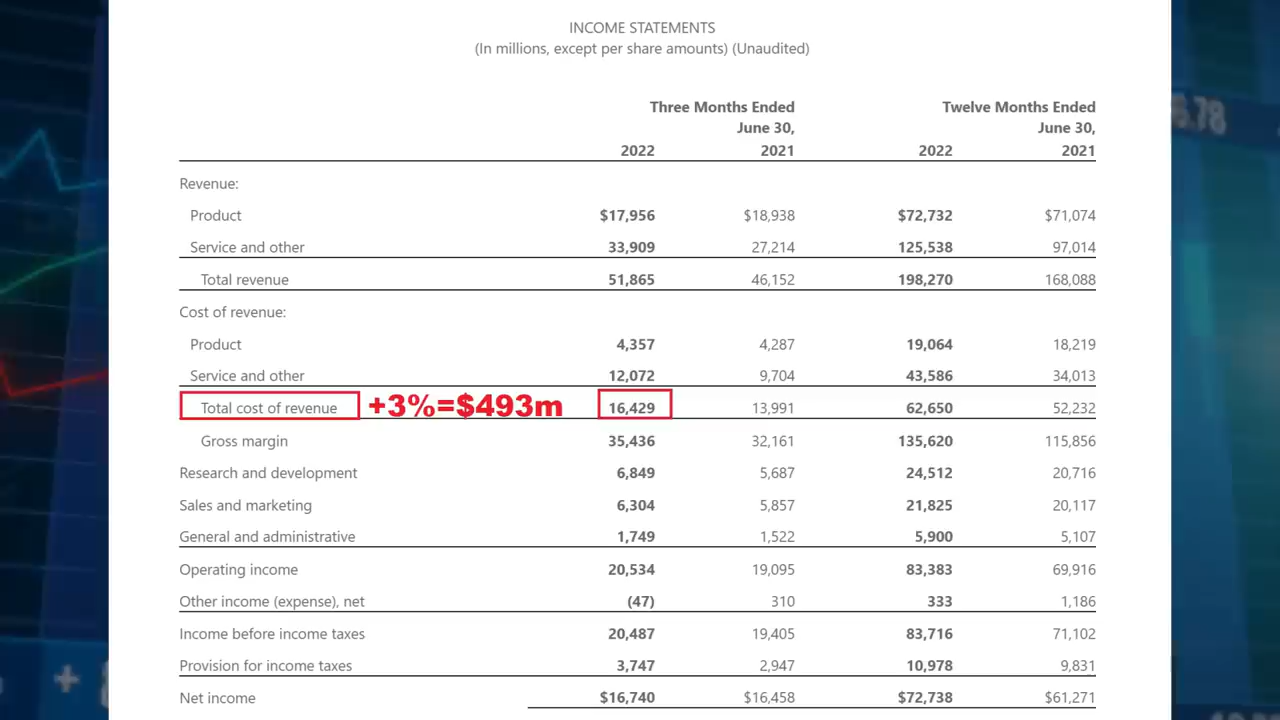 INCOME STATEMENTS
(In millions, except per share amounts) (Unaudited)
Three Months Ended Twelve Months Ended
June 30, June 30,
2022 2021 2022 2021
Revenue:
Product $17,956 $18,938 $72,732 $71,074
Service and other 33,909 27,214 125,538 97,014
Total revenue 51,865 46,152 198,270 168,088
Cost of revenue:
Product 4,357 4,287 19,064 18,219
Service and other 12,072 9,704 43,586 34,013
Total cost of revenue +3%=$493m 16,429 13,991 62,650 52,232
Gross margin 35,436 32,161 135,620 115,856
Research and development 6,849 5,687 24,512 20,716
Sales and marketing 6,304 5,857 21,825 20,117
General and administrative 1,749 1,522 5,900 5,107
Operating income 20,534 19,095 83,383 69,916
Other income (expense), net (47) 310 333 1,186
Income before income taxes 20,487 19,405 83,716 71,102
Provision for income taxes 3,747 2,947 10,978 9,831
Net income $16,740 $16,458 $72,738 $61,271